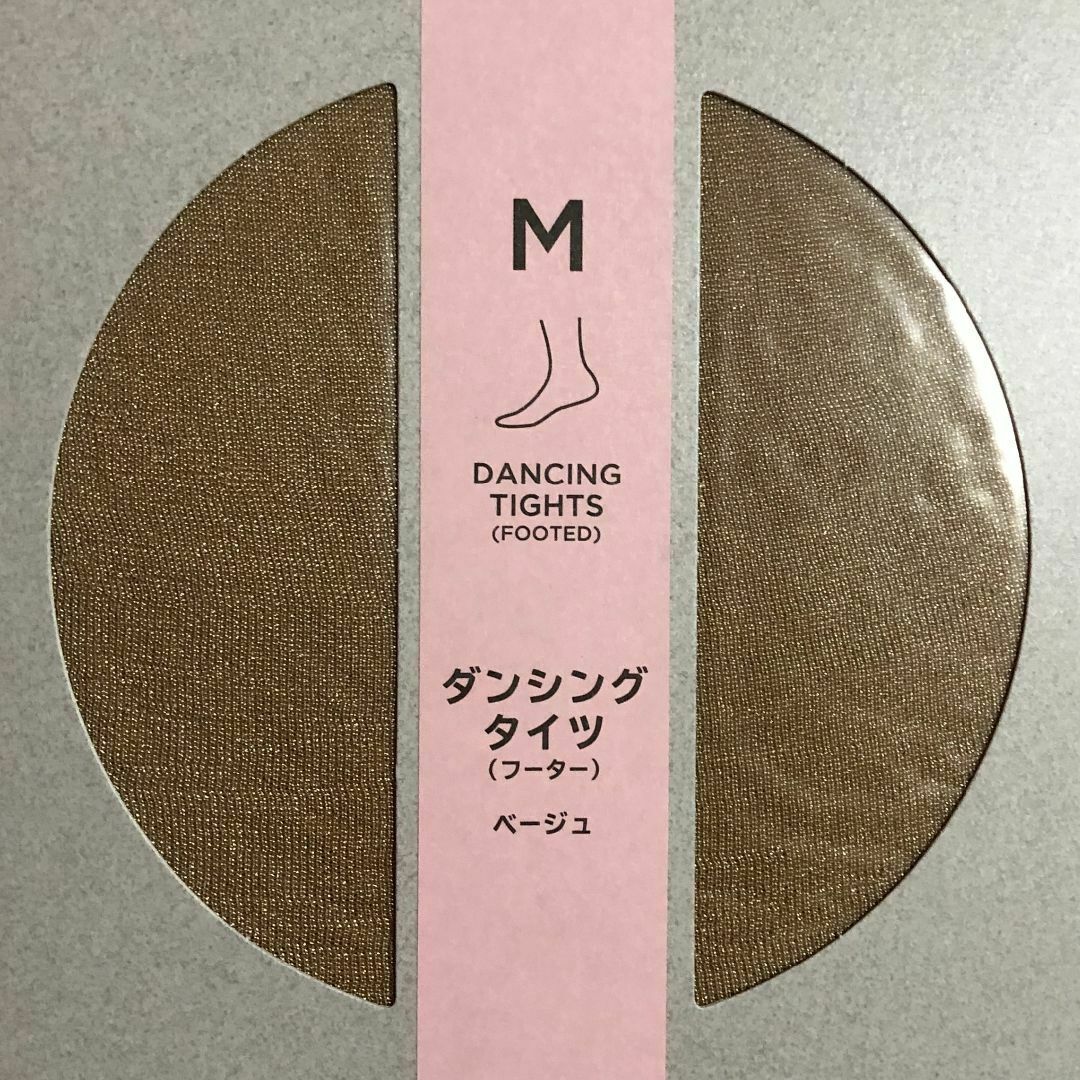 M
DANCING
TIGHTS
(FOOTED)
ダンシング
タイツ
（フーター）
ベージュ